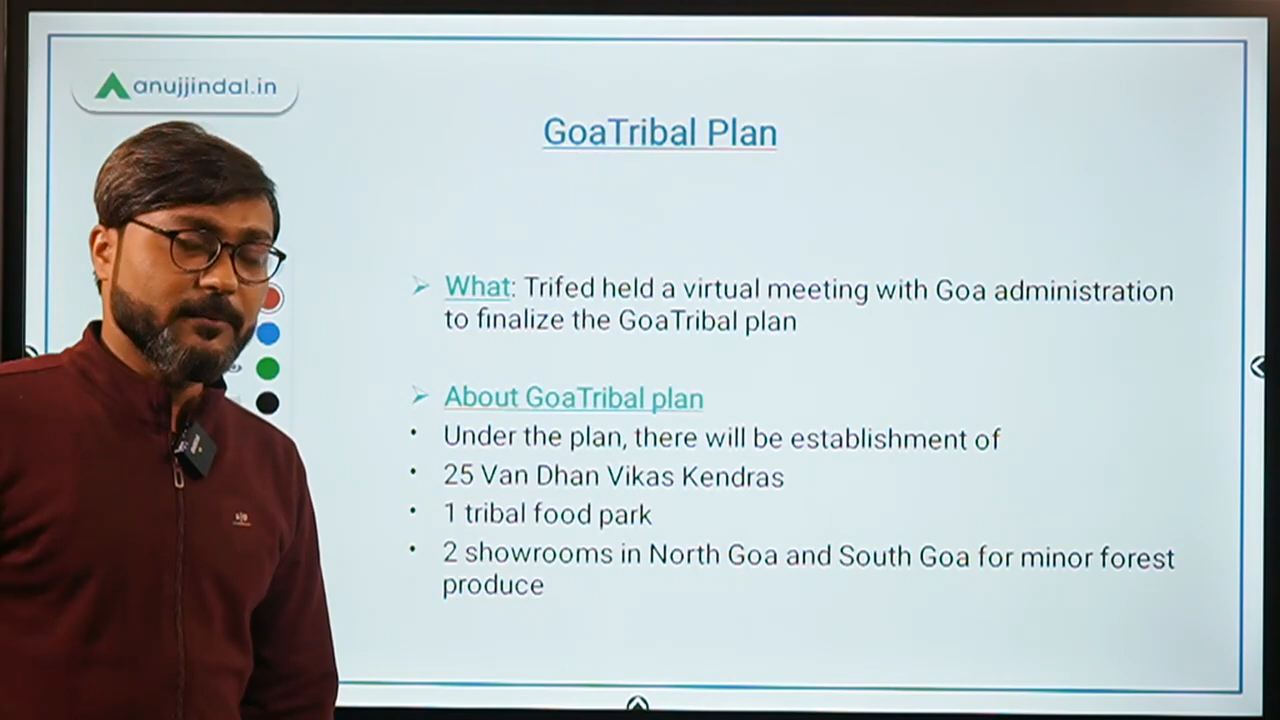 anujjindal.in
GoaTribal Plan
➢ What: Trifed held a virtual meeting with Goa administration
to finalize the GoaTribal plan
➢ About GoaTribal plan
• Under the plan, there will be establishment of
• 25 Van Dhan Vikas Kendras
• 1 tribal food park
• 2 showrooms in North Goa and South Goa for minor forest
produce